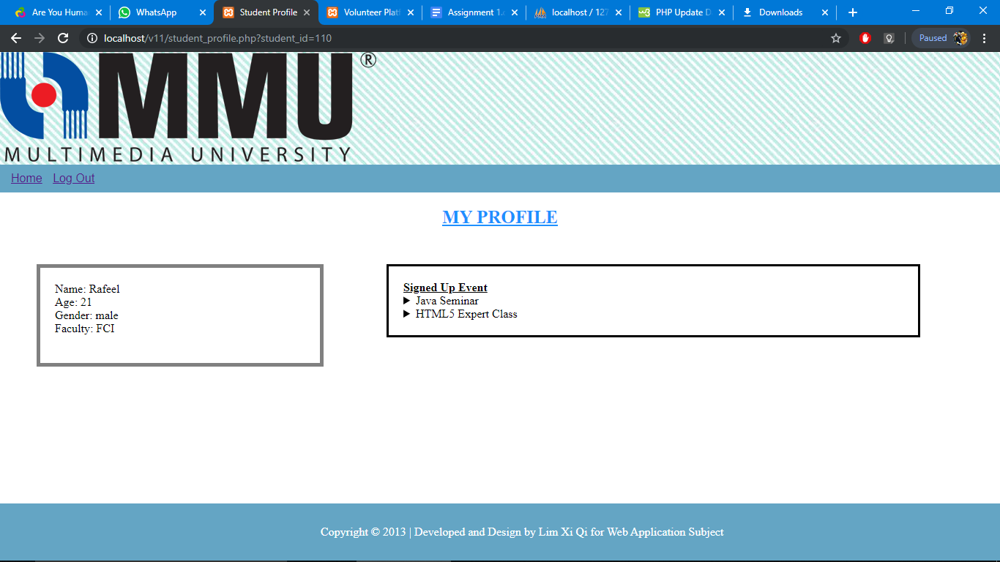 Are You Huma
WhatsApp
Student Profile
Volunteer Platf
Assignment 1.
localhost / 127
PHP Update D
Downloads
localhost/v11/student_profile.php?student_id=110
Paused
MMU®
MULTIMEDIA UNIVERSITY
Home Log Out
MY PROFILE
Name: Rafeel
Age: 21
Gender: male
Faculty: FCI
Signed Up Event
Java Seminar
HTML5 Expert Class
Copyright © 2013 | Developed and Design by Lim Xi Qi for Web Application Subject